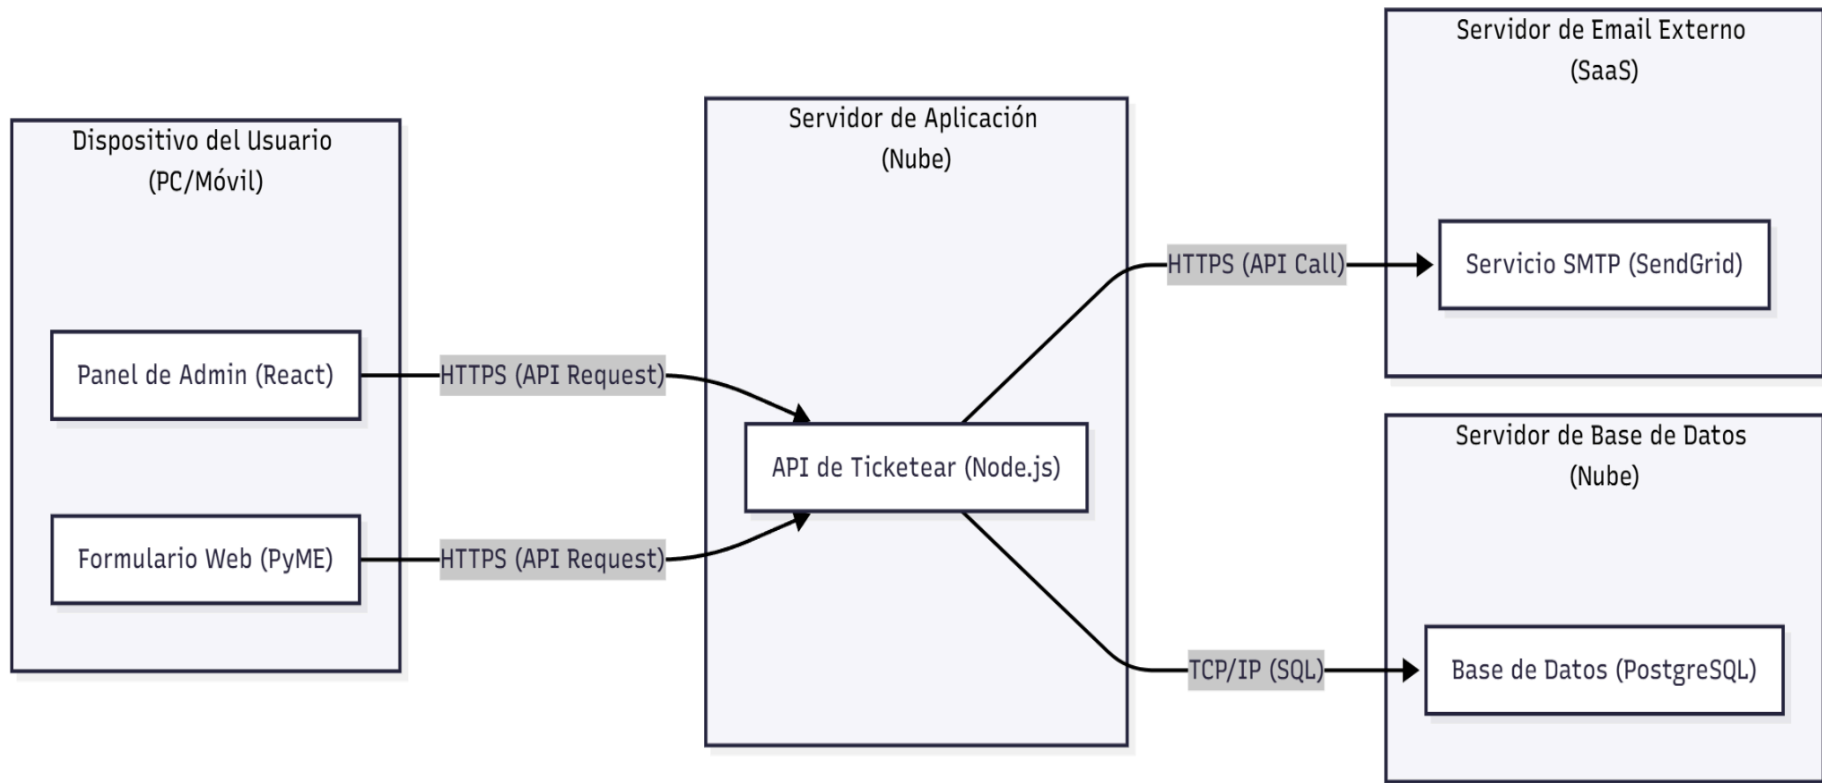 Dispositivo del Usuario
(PC/Móvil)
Panel de Admin (React)
Formulario Web (PyME)
HTTPS (API Request)
HTTPS (API Request)
Servidor de Aplicación
(Nube)
API de Ticketear (Node.js)
HTTPS (API Call)
TCP/IP (SQL)
Servidor de Email Externo
(SaaS)
Servicio SMTP (SendGrid)
Servidor de Base de Datos
(Nube)
Base de Datos (PostgreSQL)